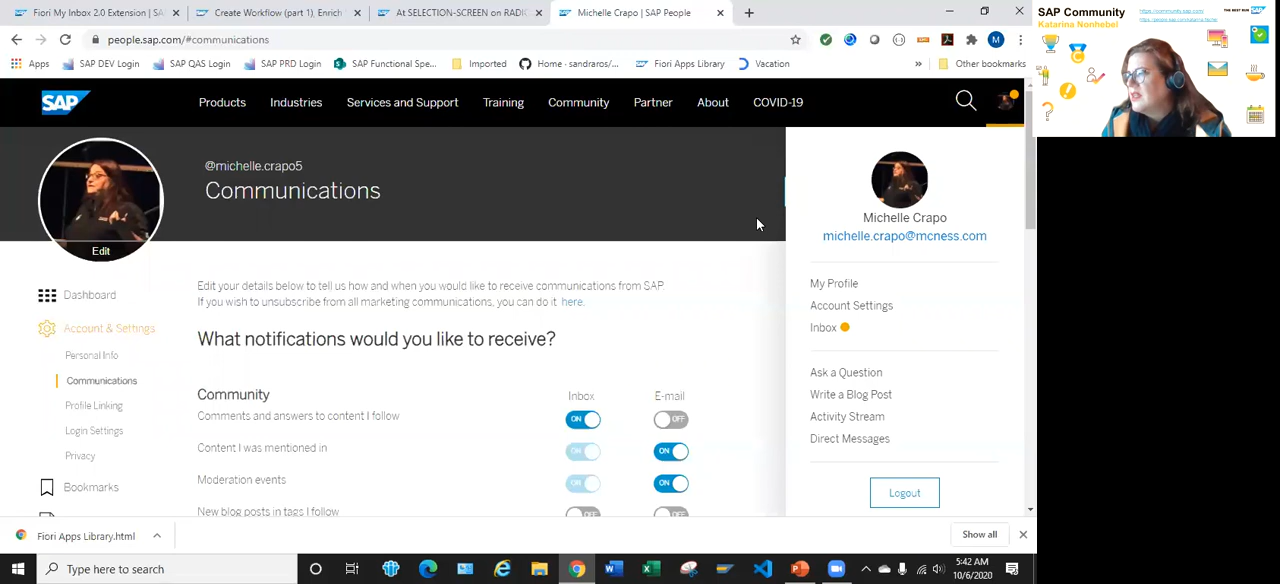 Fiori My Inbox 2.0 Extension | SA
Create Workflow (part 1), Enrich
At SELECTION-SCREEN on RADIO
Michelle Crapo | SAP People
people.sap.com/#communications
Apps
SAP DEV Login
SAP QAS Login
SAP PRD Login
SAP Functional Spe...
Imported
Home - sandraros/...
Fiori Apps Library
Vacation
»
Other bookmarks
SAP Community
Katarina Nonhebel
SAP
Products
Industries
Services and Support
Training
Community
Partner
About
COVID-19
@michelle.crapo5
Communications
Edit
Dashboard
Account & Settings
Personal Info
Communications
Profile Linking
Login Settings
Privacy
Bookmarks
Edit your details below to tell us how and when you would like to receive communications from SAP.
If you wish to unsubscribe from all marketing communications, you can do it here.
What notifications would you like to receive?
Community
Inbox
E-mail
Comments and answers to content I follow
ON
OFF
Content I was mentioned in
ON
ON
Moderation events
ON
ON
New blog posts in tags I follow
OFF
OFF
Michelle Crapo
michelle.crapo@mcness.com
My Profile
Account Settings
Inbox
Ask a Question
Write a Blog Post
Activity Stream
Direct Messages
Logout
Fiori Apps Library.html
Show all
Type here to search
5:42 AM
10/6/2020